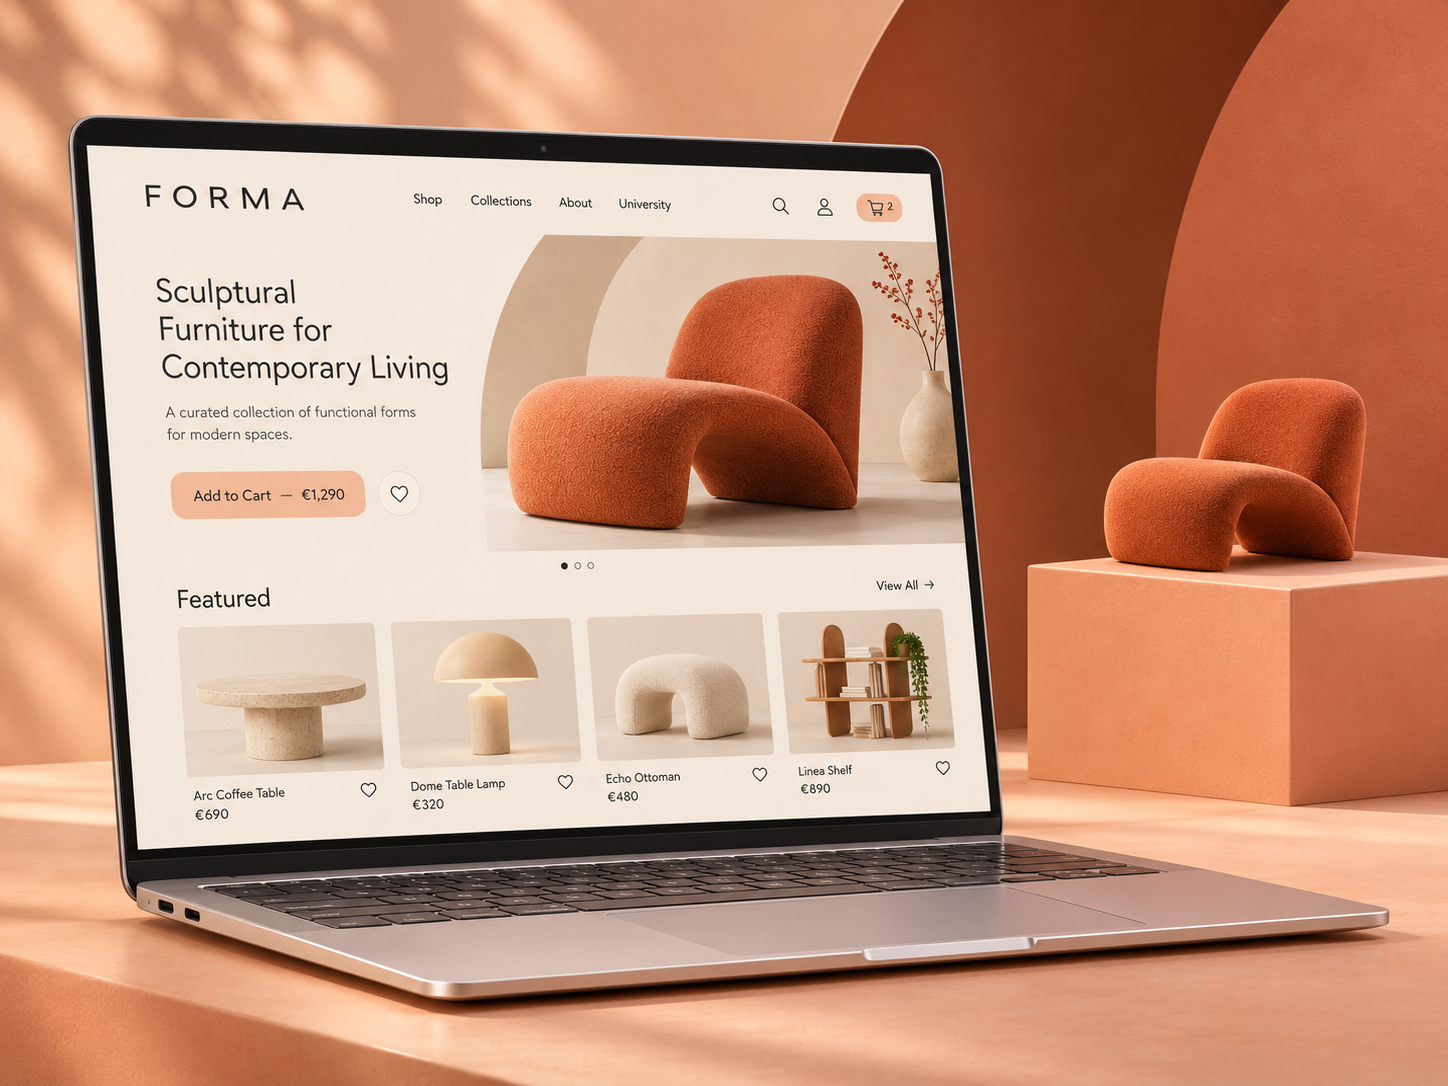 FORMA
Shop
Collections
About
University
2
Sculptural
Furniture for
Contemporary Living
A curated collection of functional forms
for modern spaces.
Add to Cart — €1,290
Featured
View All →
Arc Coffee Table
€690
Dome Table Lamp
€320
Echo Ottoman
€480
Linea Shelf
€890